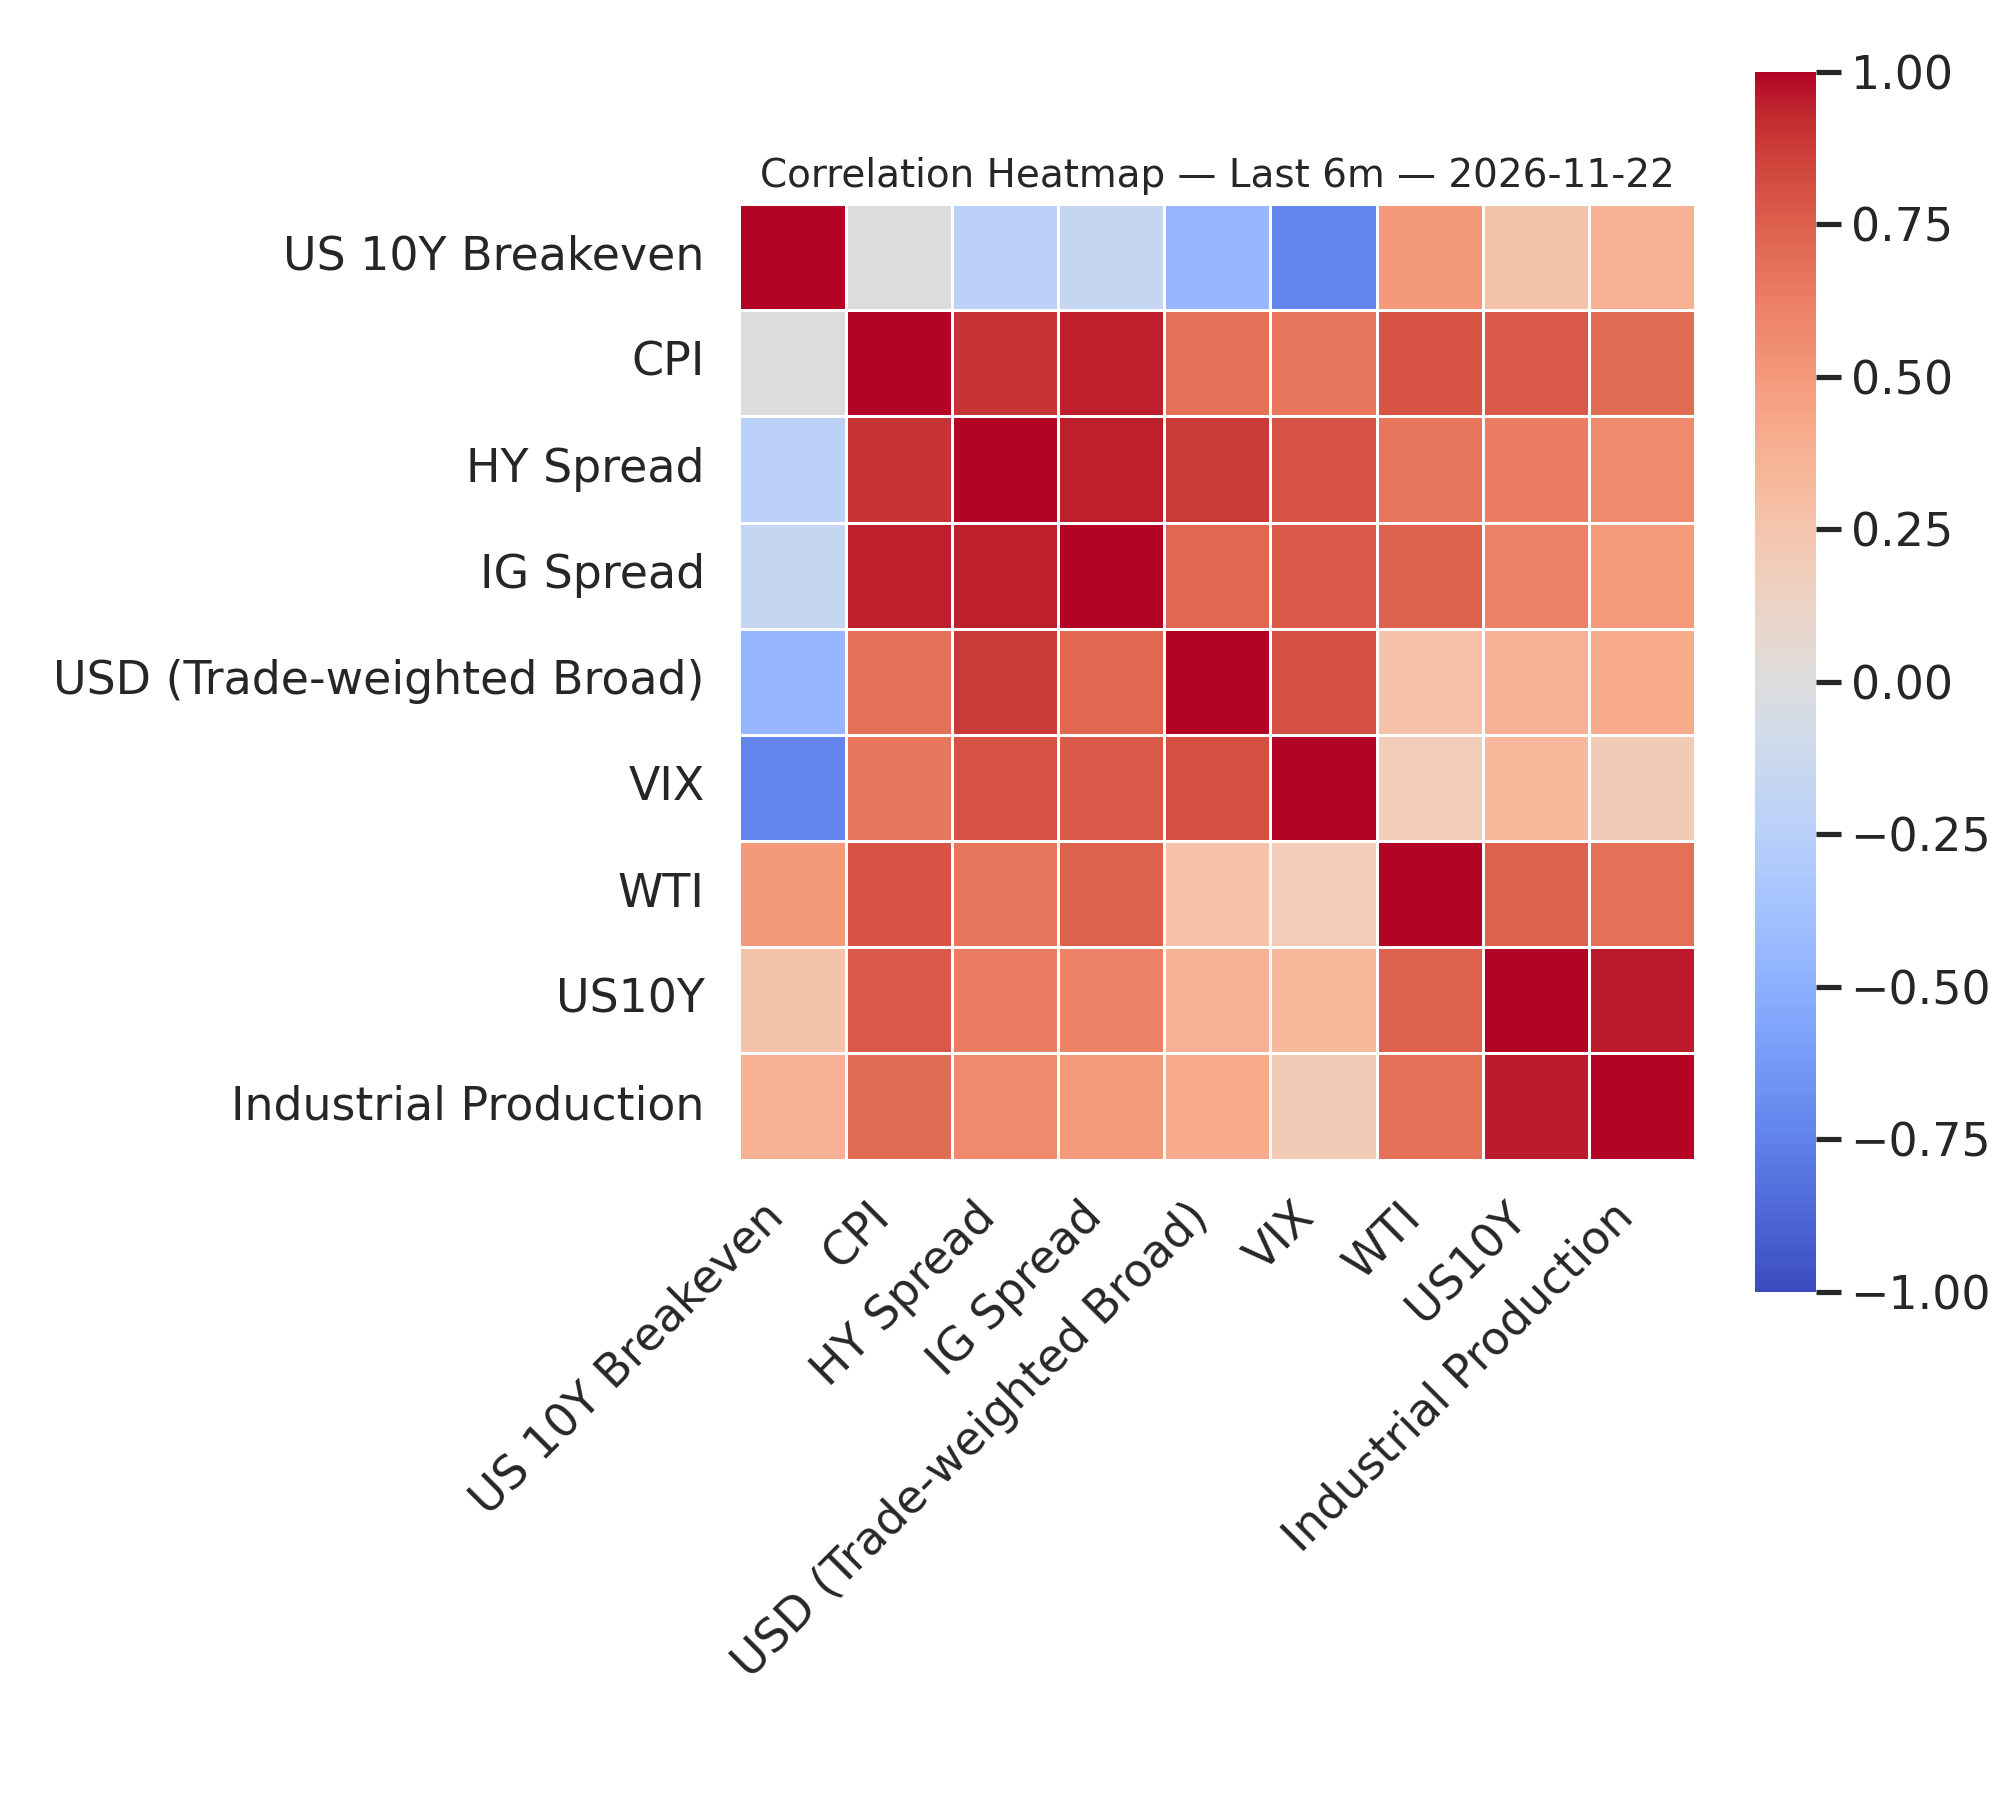 Correlation Heatmap — Last 6m — 2026-11-22
US 10Y Breakeven
CPI
HY Spread
IG Spread
USD (Trade-weighted Broad)
VIX
WTI
US10Y
Industrial Production
US 10Y Breakeven
CPI
HY Spread
IG Spread
USD (Trade-weighted Broad)
VIX
WTI
US10Y
Industrial Production
1.00
0.75
0.50
0.25
0.00
−0.25
−0.50
−0.75
−1.00